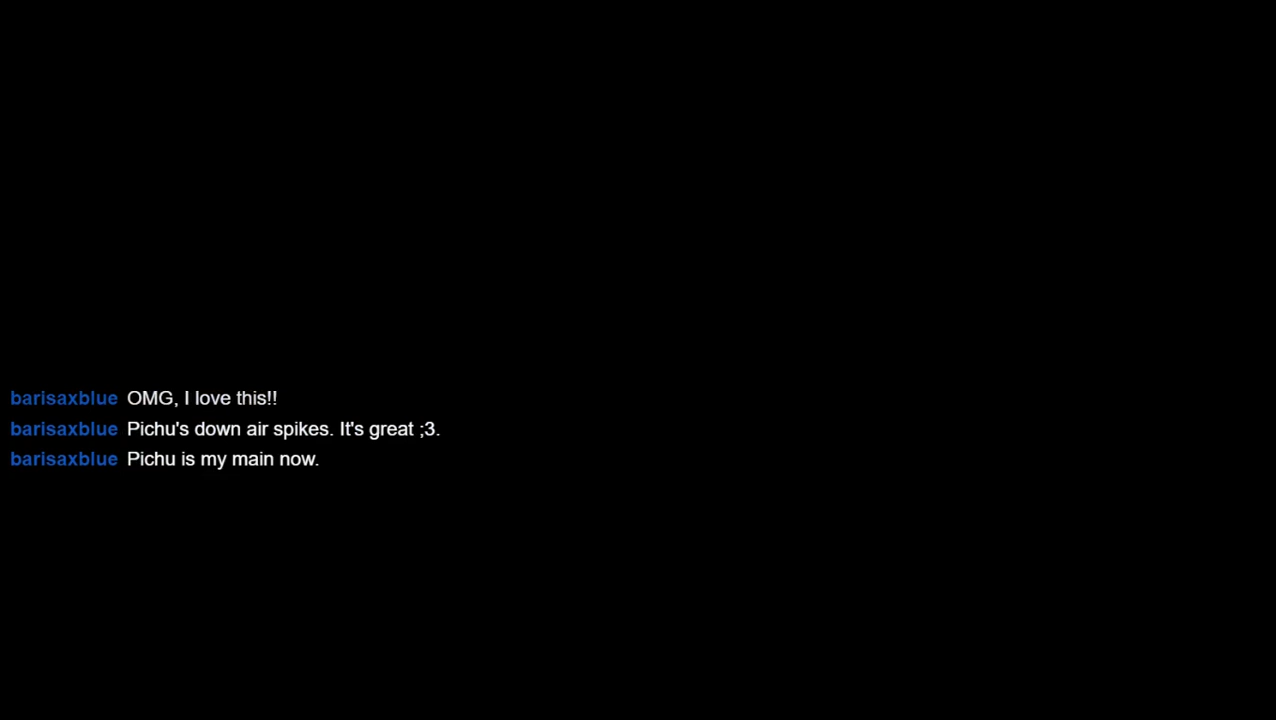 barisaxblue OMG, I love this!!
barisaxblue Pichu's down air spikes. It's great ;3.
barisaxblue Pichu is my main now.